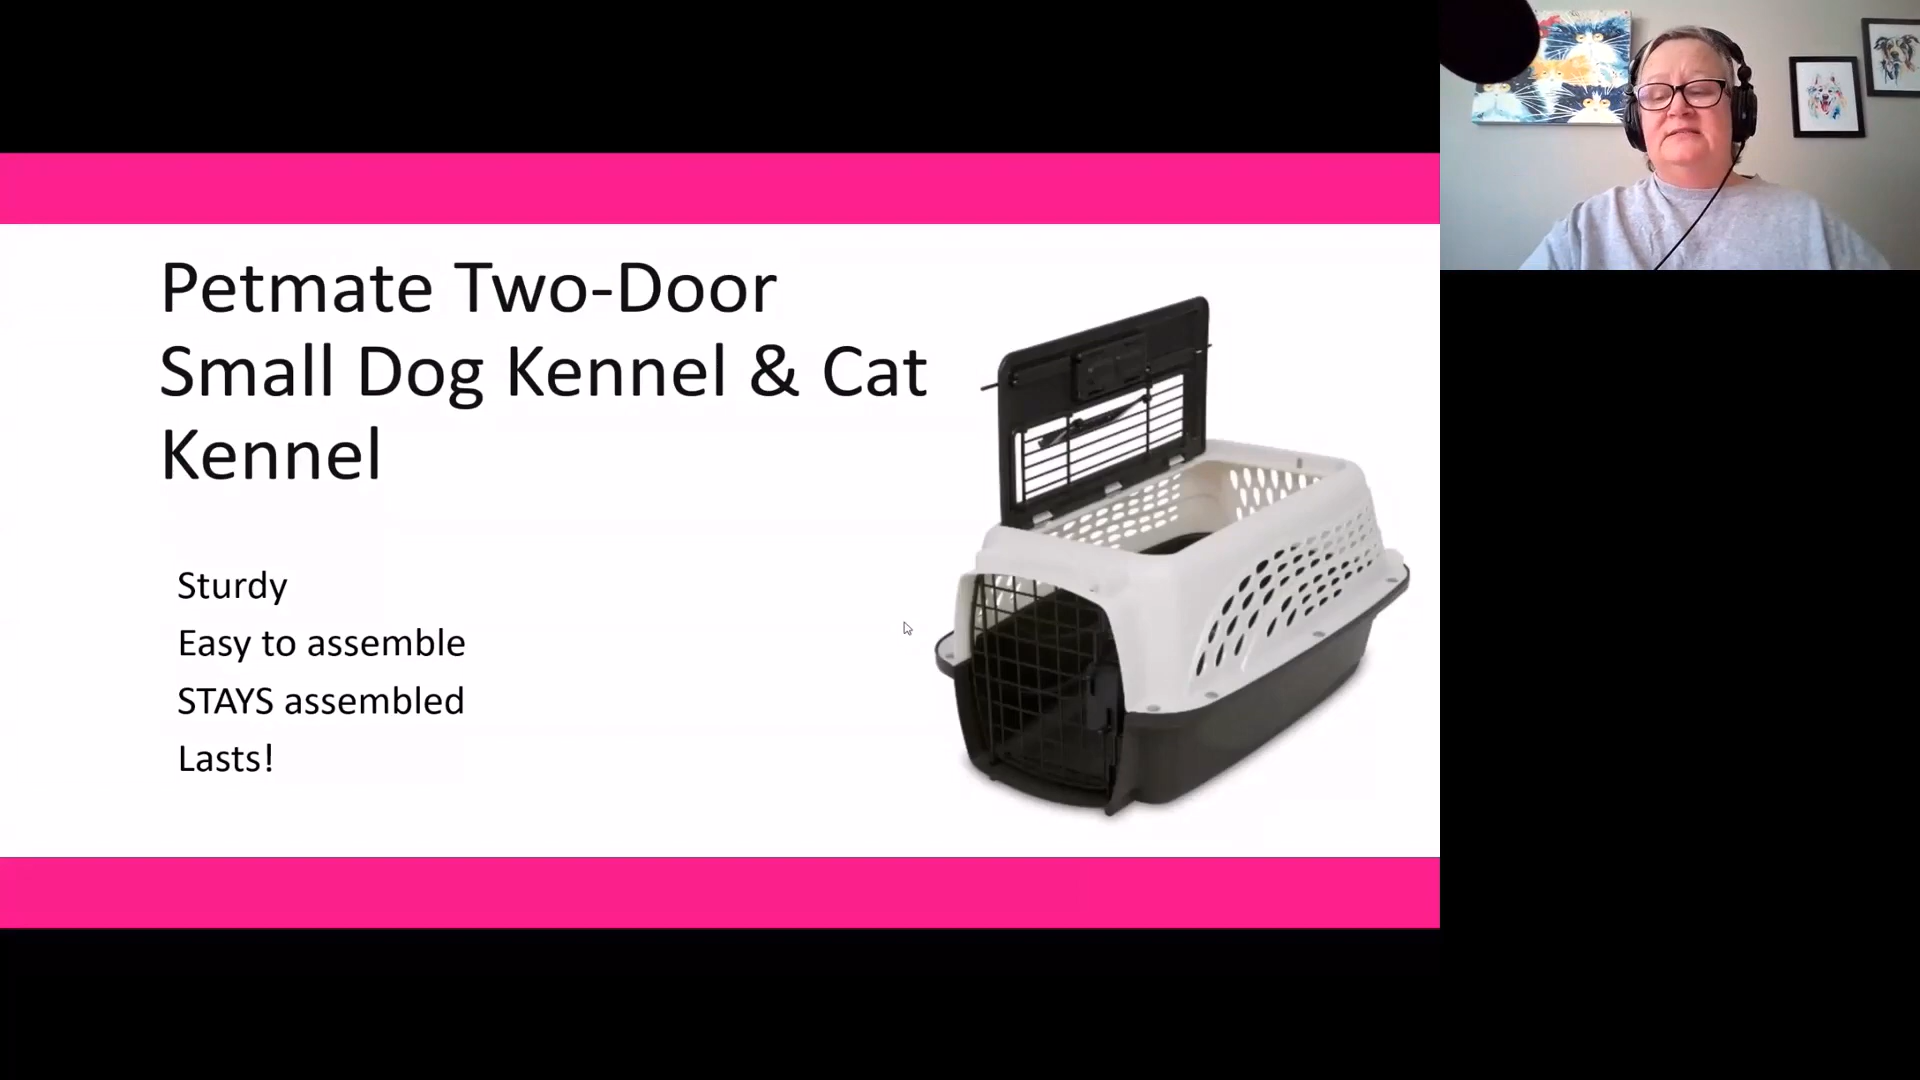 Petmate Two-Door
Small Dog Kennel & Cat
Kennel
Sturdy
Easy to assemble
STAYS assembled
Lasts!